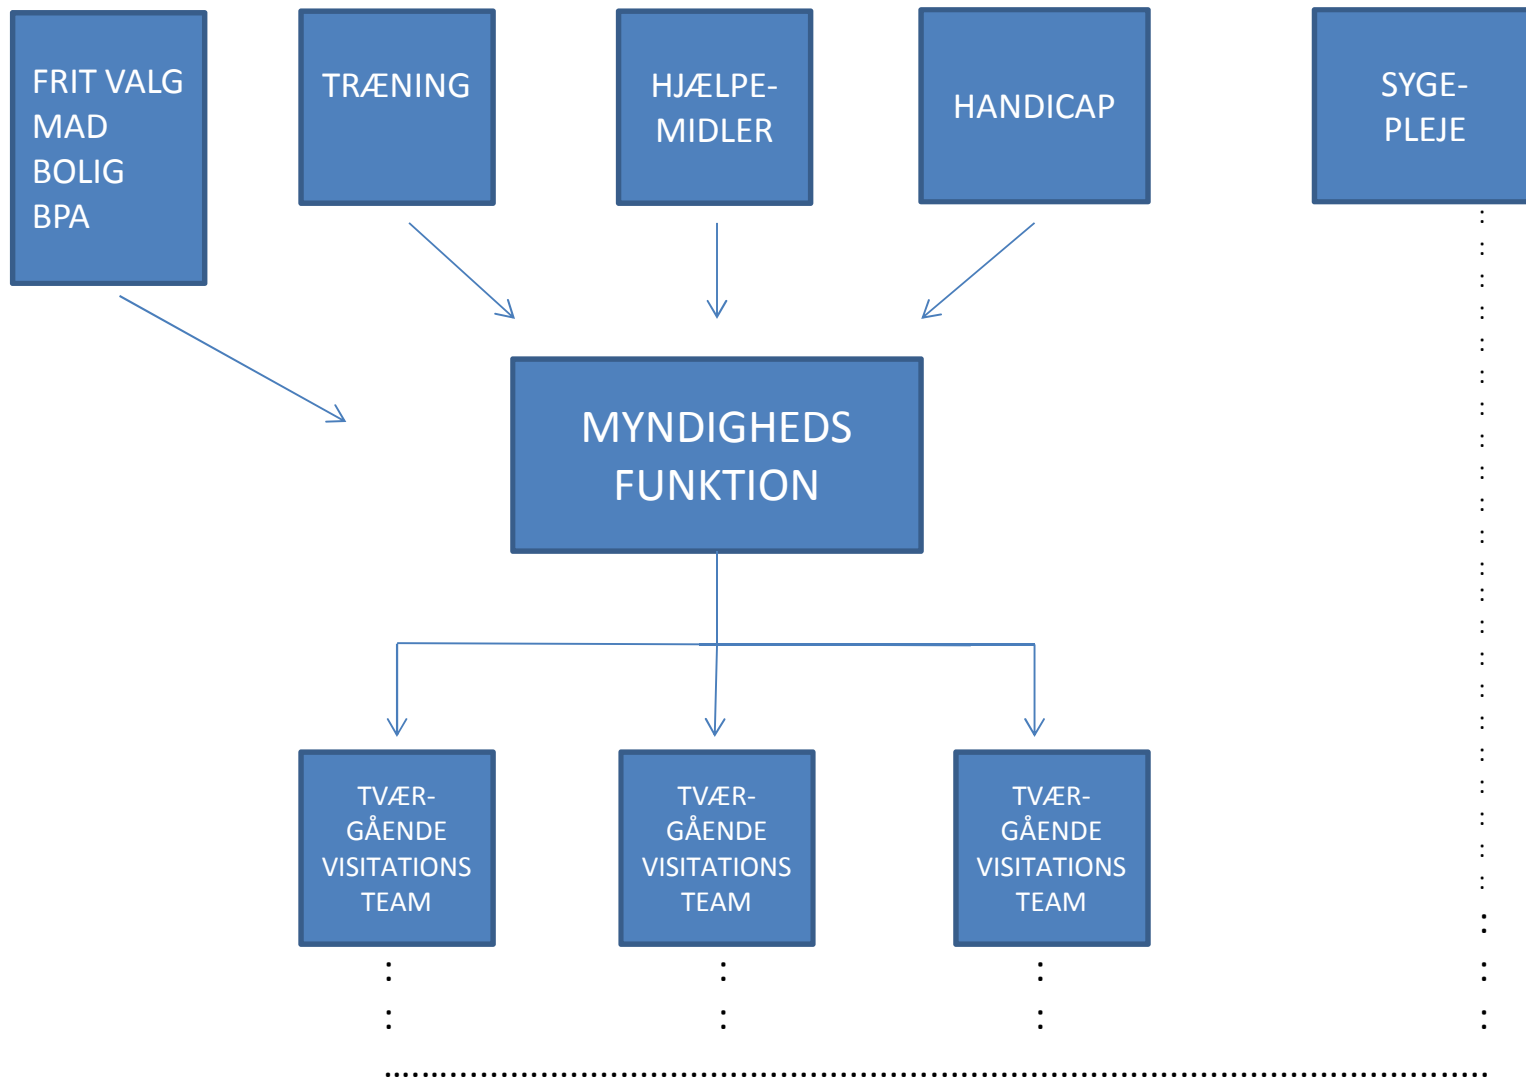 FRIT VALG
MAD
BOLIG
BPA
TRÆNING
HJÆLPE-
MIDLER
HANDICAP
SYGE-
PLEJE
MYNDIGHEDS
FUNKTION
TVÆR-
GÅENDE
VISITATIONS
TEAM
TVÆR-
GÅENDE
VISITATIONS
TEAM
TVÆR-
GÅENDE
VISITATIONS
TEAM